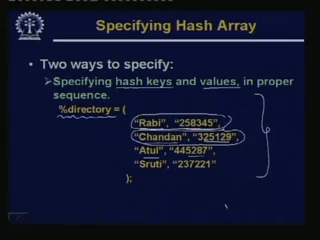 Specifying Hash Array
• Two ways to specify:
➢Specifying hash keys and values, in proper
sequence.
%directory = (
"Rabi", "258345",
"Chandan", "325129",
"Atul", "445287",
"Sruti", "237221"
);